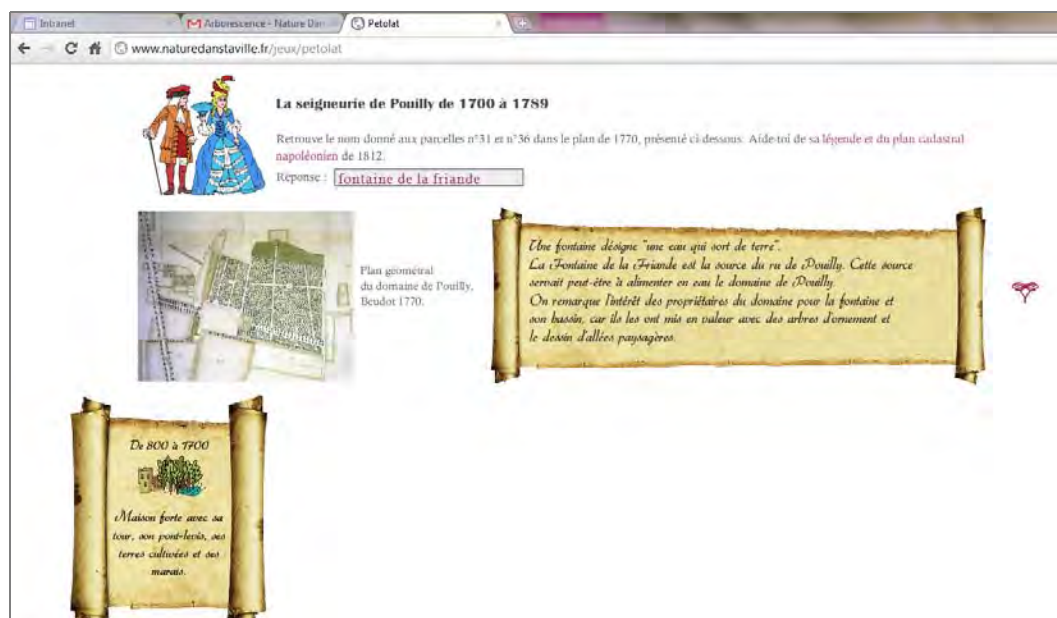 Intranet
Arborescence - Nature Dan
Petolat
www.naturedanstaville.fr/jeux/petolat
La seigneurie de Pouilly de 1700 à 1789
Retrouve le nom donné aux parcelles n°31 et n°36 dans le plan de 1770, présenté ci-dessous. Aide-toi de sa légende et du plan cadastral
napoléonien de 1812.
Réponse : fontaine de la friande
Plan géométral
du domaine de Pouilly,
Beudot 1770.
Une fontaine désigne "une eau qui sort de terre".
La Fontaine de la Friande est la source du ru de Pouilly. Cette source
servait peut-être à alimenter en eau le domaine de Pouilly.
On remarque l'intérêt des propriétaires du domaine pour la fontaine et
son bassin, car ils les ont mis en valeur avec des arbres d'ornement et
le dessin d'allées paysagères.
De 800 à 1700
Maison forte avec sa
tour, son pont-levis, ses
terres cultivées et ses
marais.